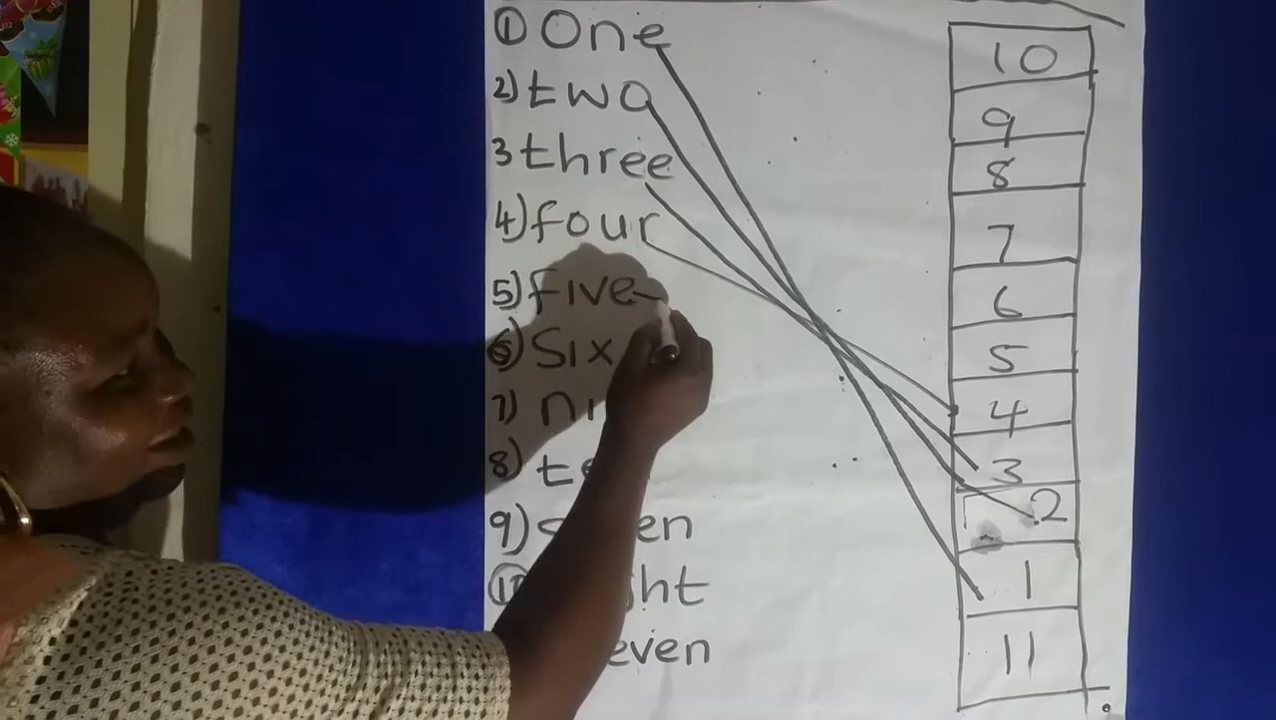 ① One
2) two
3 three
4) four
5) five
6) Six
7)
8)
9)
10
9
8
7
6
5
4
3
2
1
11